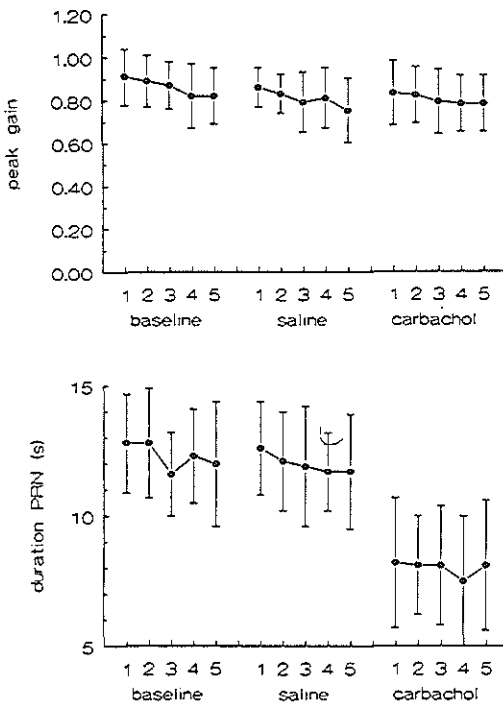 1.20
1.00
0.80
0.60
0.40
0.20
0.00
peak gain
1 2 3 4 5 1 2 3 4 5 1 2 3 4 5
baseline saline carbachol
15
10
5
duration PRN (s)
1 2 3 4 5 1 2 3 4 5 1 2 3 4 5
baseline saline carbachol